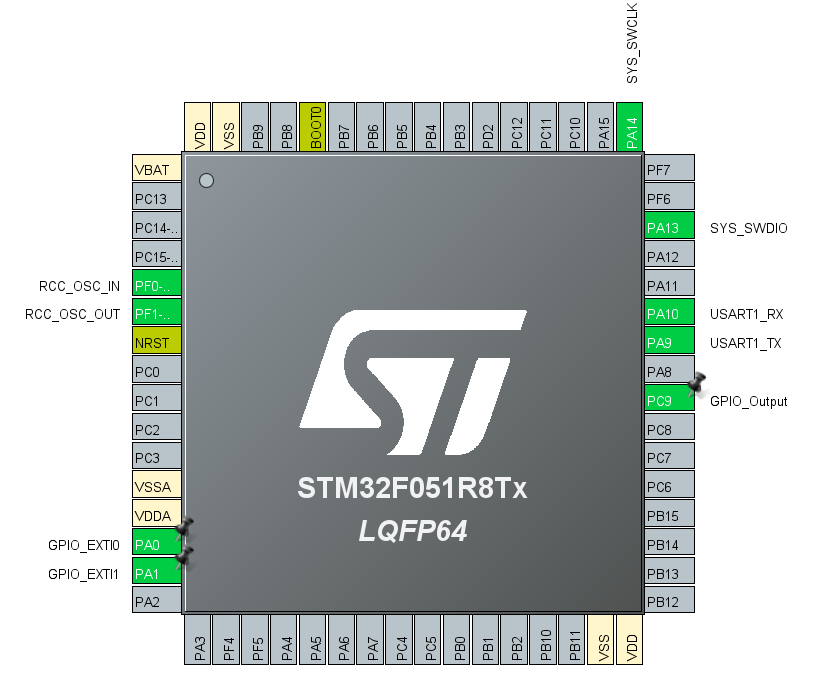 SYS_SWCLK
VDD
VSS
PB9
PB8
BOOT0
PB7
PB6
PB5
PB4
PB3
PD2
PC12
PC11
PC10
PA15
PA14
VBAT
PC13
PC14-..
PC15-..
RCC_OSC_IN PF0-..
RCC_OSC_OUT PF1-..
NRST
PC0
PC1
PC2
PC3
VSSA
VDDA
GPIO_EXTI0 PA0
GPIO_EXTI1 PA1
PA2
STM32F051R8Tx
LQFP64
PF7
PF6
PA13 SYS_SWDIO
PA12
PA11
PA10 USART1_RX
PA9 USART1_TX
PA8
PC9 GPIO_Output
PC8
PC7
PC6
PB15
PB14
PB13
PB12
PA3
PF4
PF5
PA4
PA5
PA6
PA7
PC4
PC5
PB0
PB1
PB2
PB10
PB11
VSS
VDD